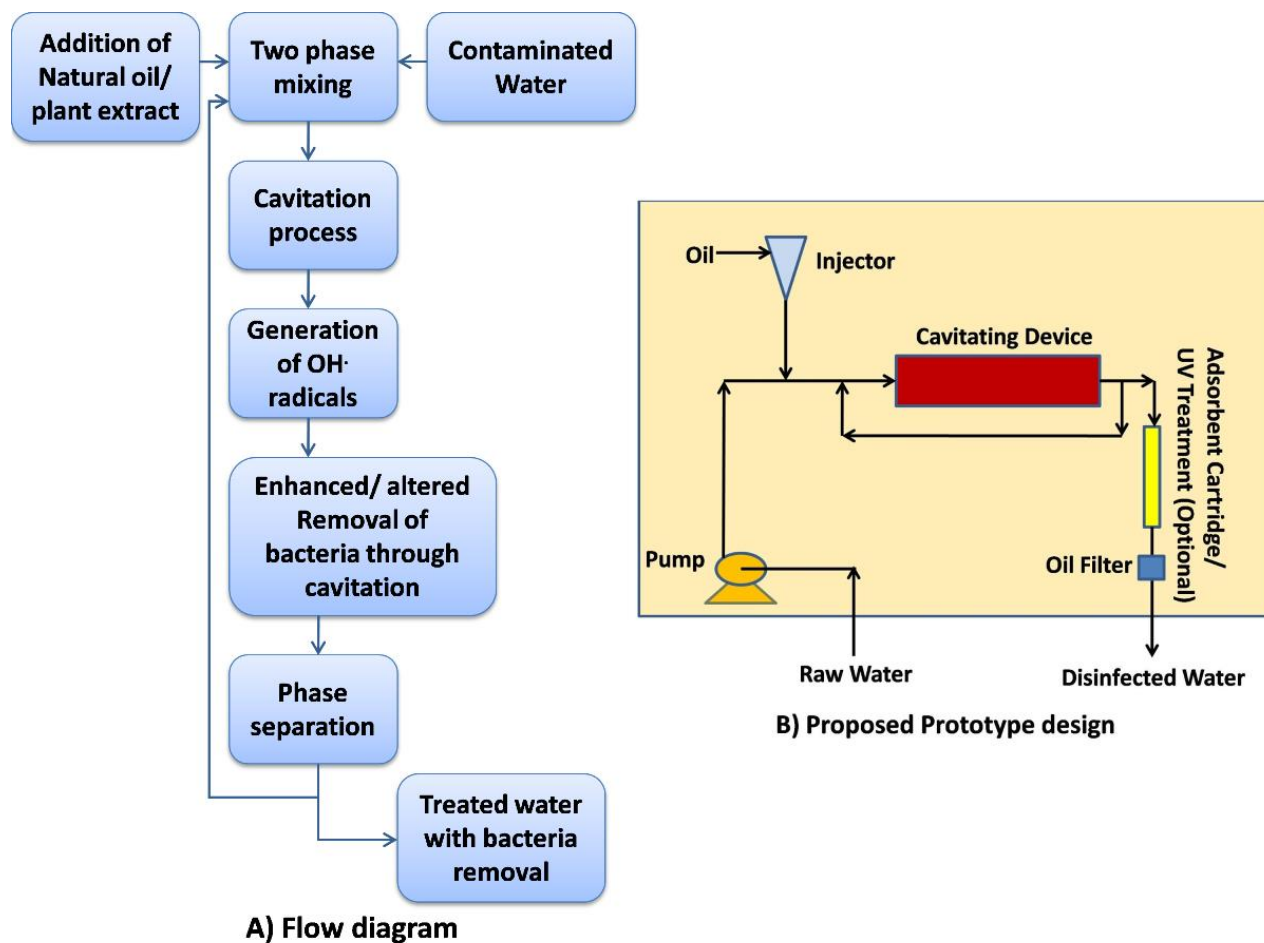 Addition of
Natural oil/
plant extract
Two phase
mixing
Contaminated
Water
Cavitation
process
Generation
of OH·
radicals
Enhanced/ altered
Removal of
bacteria through
cavitation
Phase
separation
Treated water
with bacteria
removal
A) Flow diagram
Oil
Injector
Cavitating Device
Adsorbent Cartridge/
UV Treatment (Optional)
Pump
Oil Filter
Raw Water
Disinfected Water
B) Proposed Prototype design